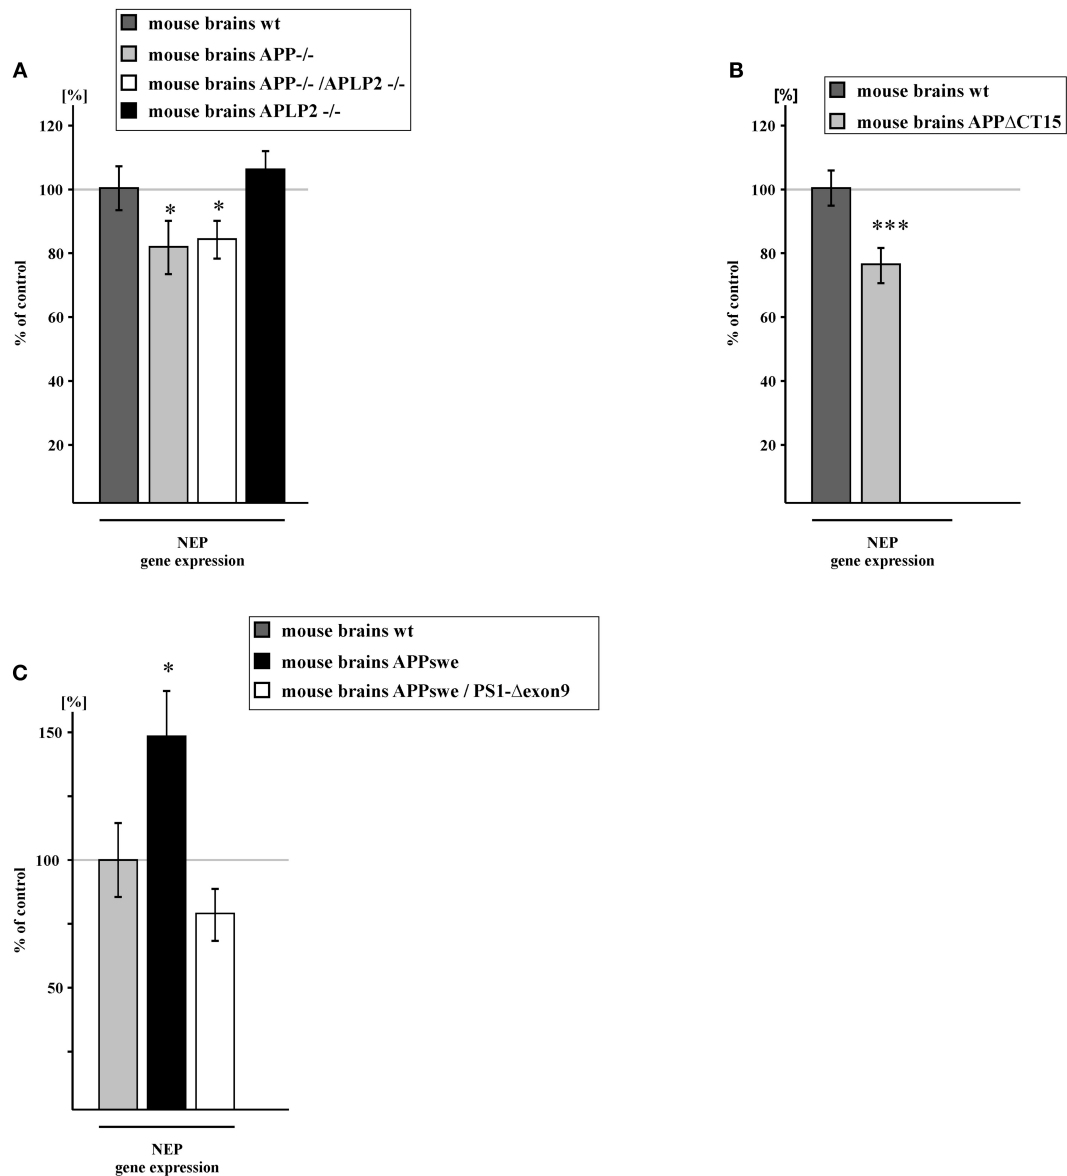 A
mouse brains wt
mouse brains APP-/-
mouse brains APP-/- /APLP2 -/-
mouse brains APLP2 -/-
[%]
120
100
80
60
40
20
% of control
* *
NEP
gene expression
B
mouse brains wt
mouse brains APPΔCT15
[%]
120
100
80
60
40
20
% of control
***
NEP
gene expression
C
mouse brains wt
mouse brains APPswe
mouse brains APPswe / PS1-Δexon9
[%]
150
100
50
% of control
*
NEP
gene expression